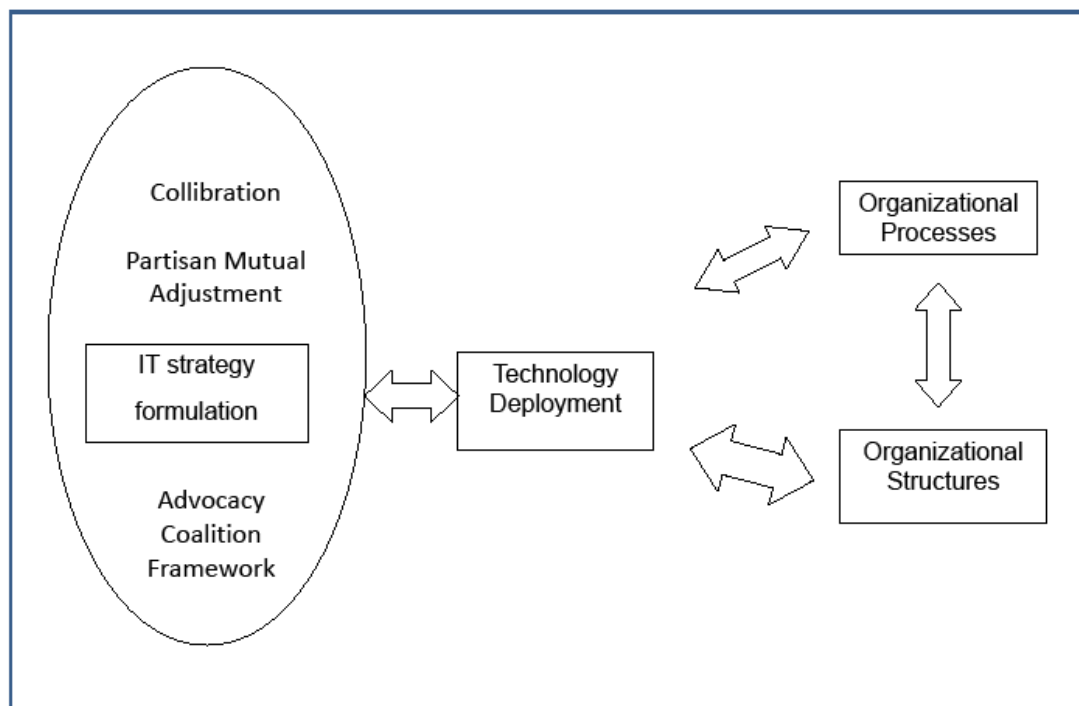 Collibration
Partisan Mutual
Adjustment
IT strategy
formulation
Advocacy
Coalition
Framework
Technology
Deployment
Organizational
Processes
Organizational
Structures